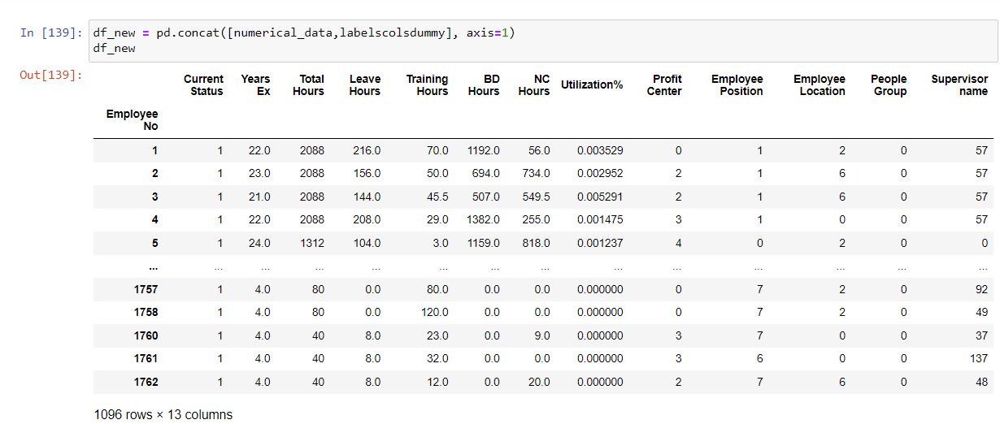 In [139]: df_new = pd.concat([numerical_data,labelscolsdummy], axis=1)
df_new
Out[139]:
Current Status Years Ex Total Hours Leave Hours Training Hours BD Hours NC Hours Utilization% Profit Center Employee Position Employee Location People Group Supervisor name
Employee No
1 1 22.0 2088 216.0 70.0 1192.0 56.0 0.003529 0 1 2 0 57
2 1 23.0 2088 156.0 50.0 694.0 734.0 0.002952 2 1 6 0 57
3 1 21.0 2088 144.0 45.5 507.0 549.5 0.005291 2 1 6 0 57
4 1 22.0 2088 208.0 29.0 1382.0 255.0 0.001475 3 1 0 0 57
5 1 24.0 1312 104.0 3.0 1159.0 818.0 0.001237 4 0 2 0 0
... ... ... ... ... ... ... ... ... ... ... ... ... ...
1757 1 4.0 80 0.0 80.0 0.0 0.0 0.000000 0 7 2 0 92
1758 1 4.0 80 0.0 120.0 0.0 0.0 0.000000 0 7 2 0 49
1760 1 4.0 40 8.0 23.0 0.0 9.0 0.000000 3 7 0 0 37
1761 1 4.0 40 8.0 32.0 0.0 0.0 0.000000 3 6 0 0 137
1762 1 4.0 40 8.0 12.0 0.0 20.0 0.000000 2 7 6 0 48
1096 rows × 13 columns